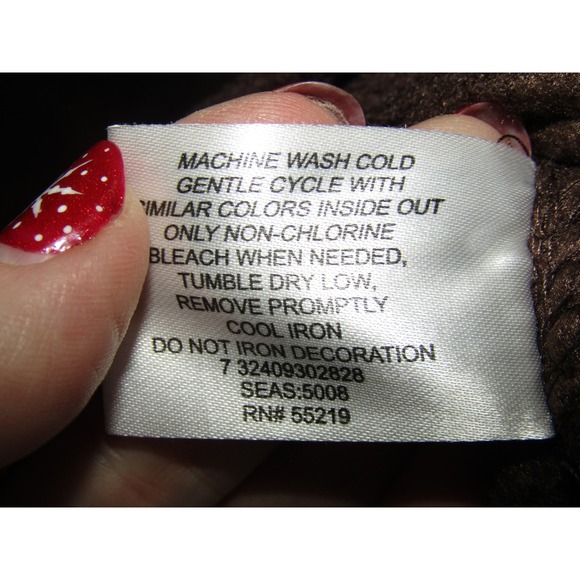 MACHINE WASH COLD
GENTLE CYCLE WITH
SIMILAR COLORS INSIDE OUT
ONLY NON-CHLORINE
BLEACH WHEN NEEDED,
TUMBLE DRY LOW,
REMOVE PROMPTLY
COOL IRON
DO NOT IRON DECORATION
7 32409302828
SEAS:5008
RN# 55219